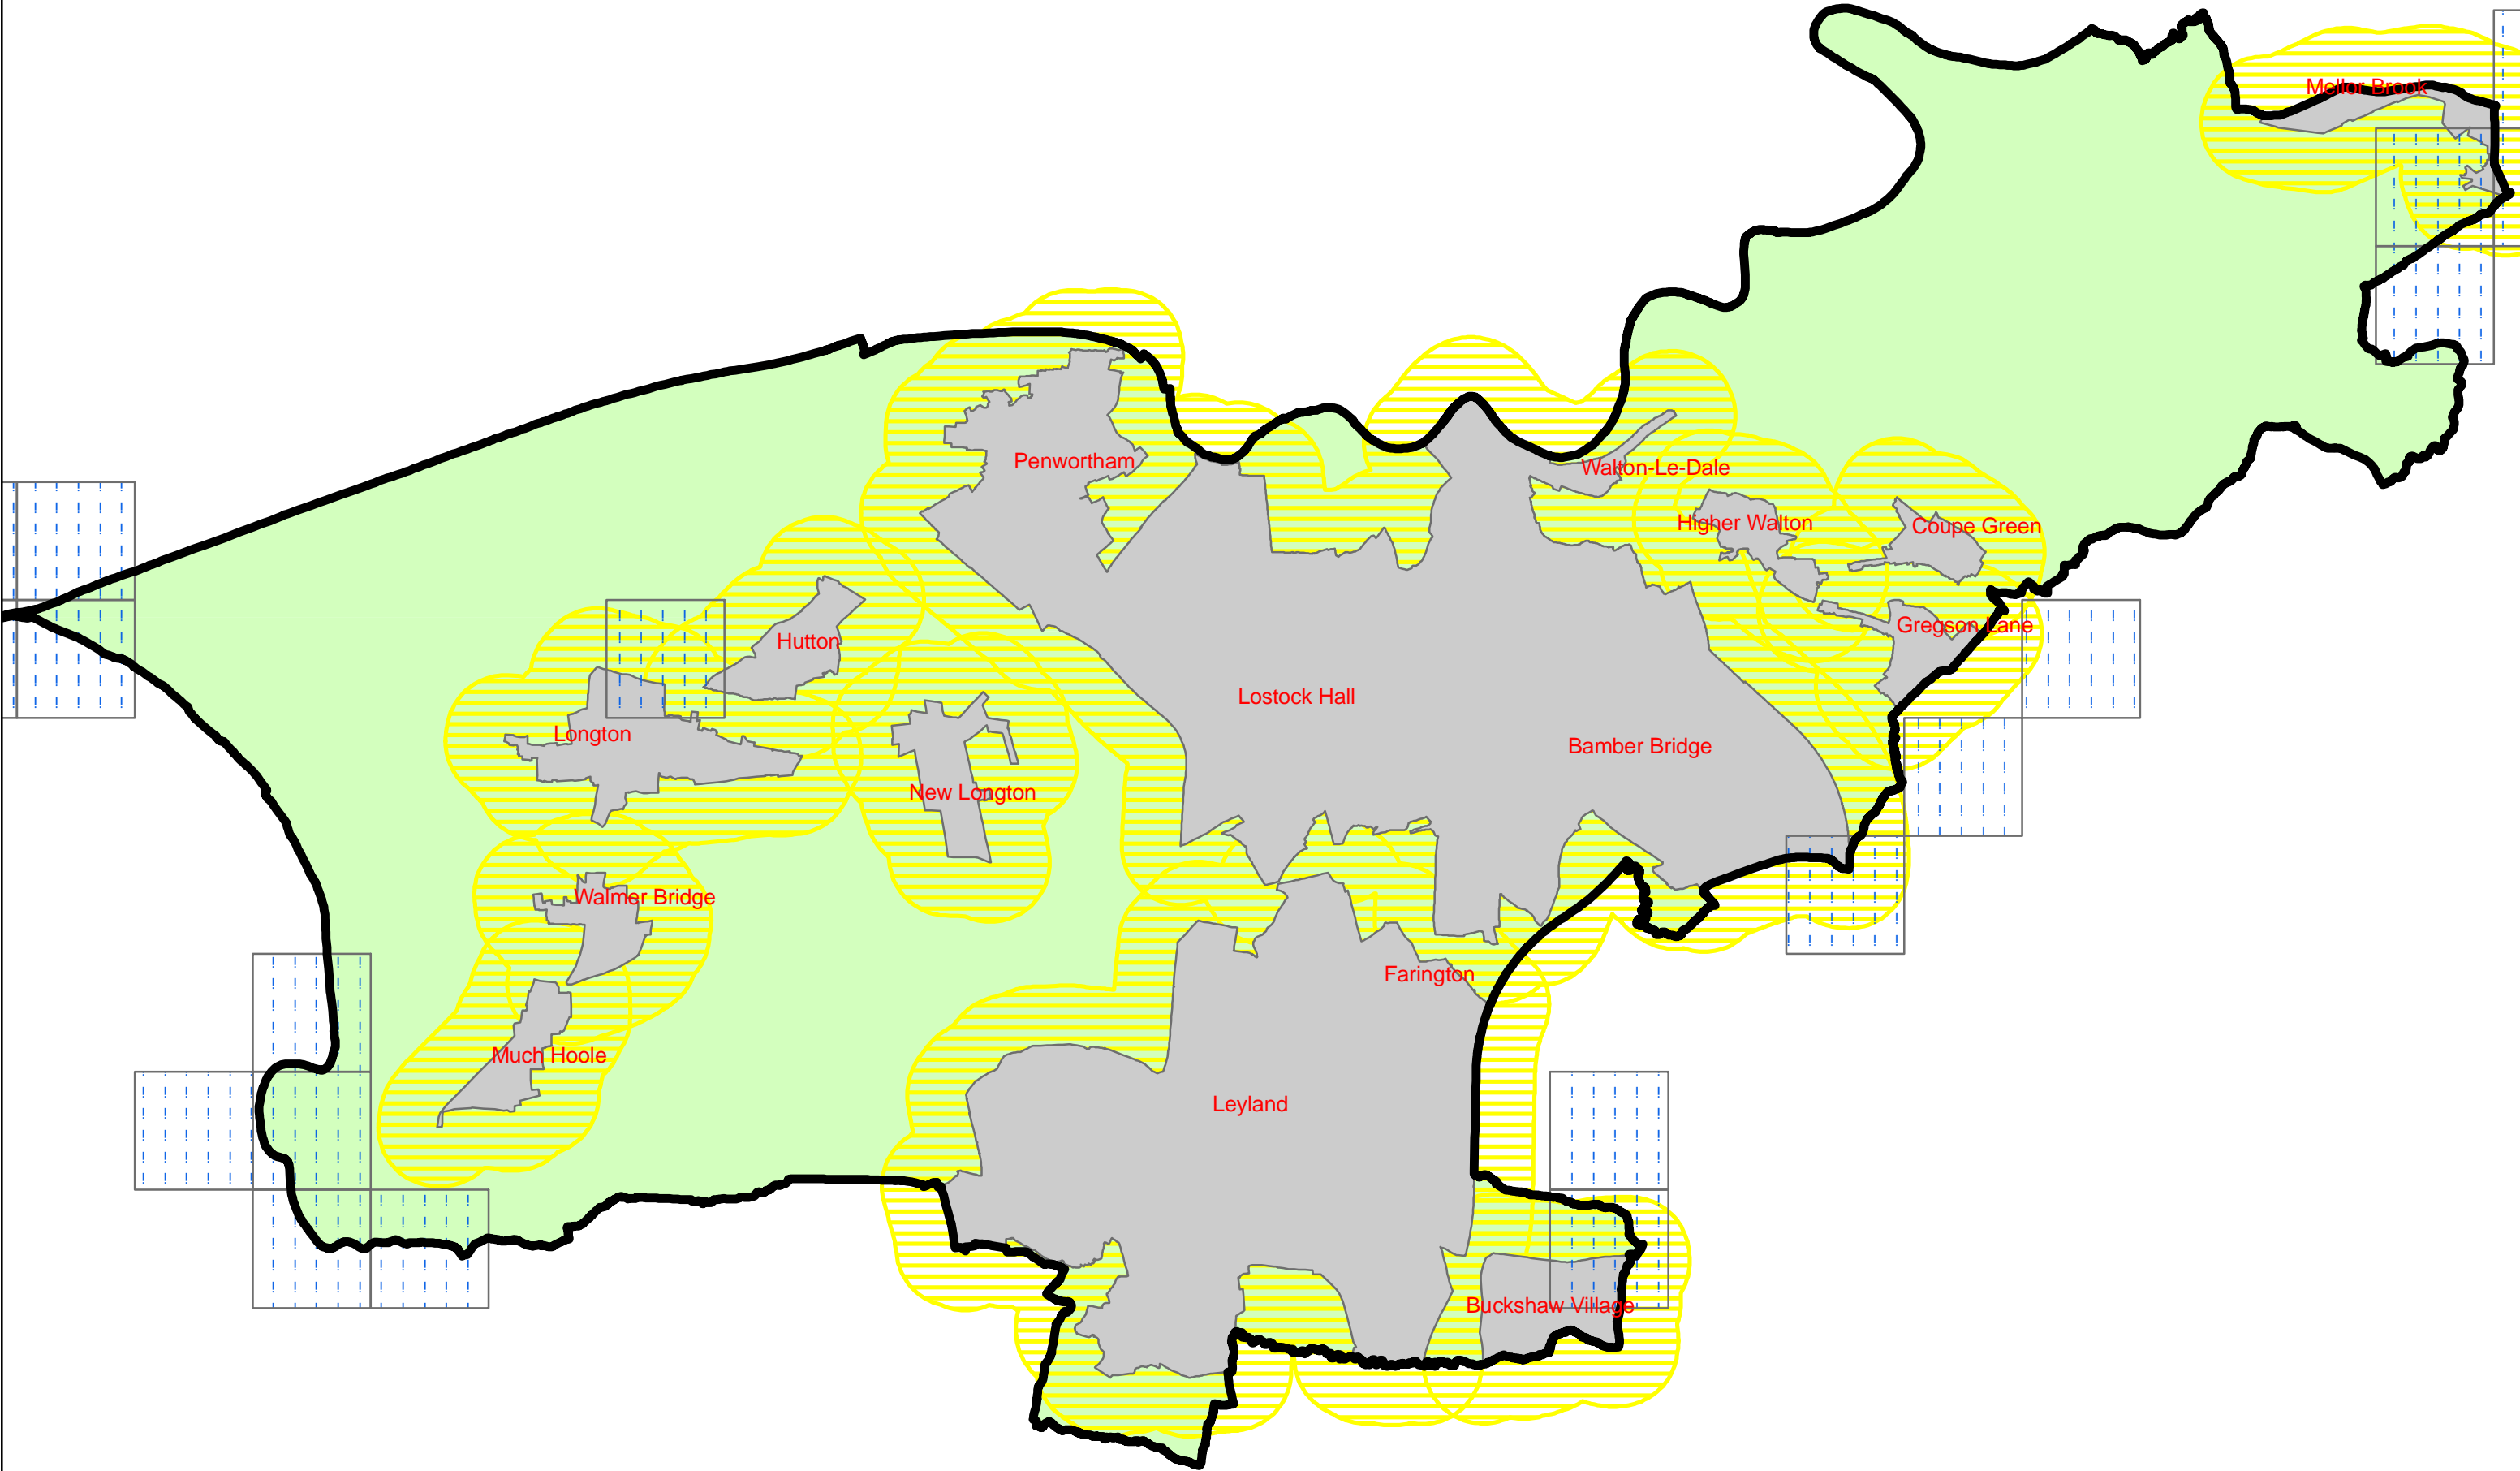 Mellor Brook
Penwortham
Walton-Le-Dale
Higher Walton
Coupe Green
Gregson Lane
Hutton
Lostock Hall
Longton
Bamber Bridge
New Longton
Walmer Bridge
Farington
Much Hoole
Leyland
Buckshaw Village